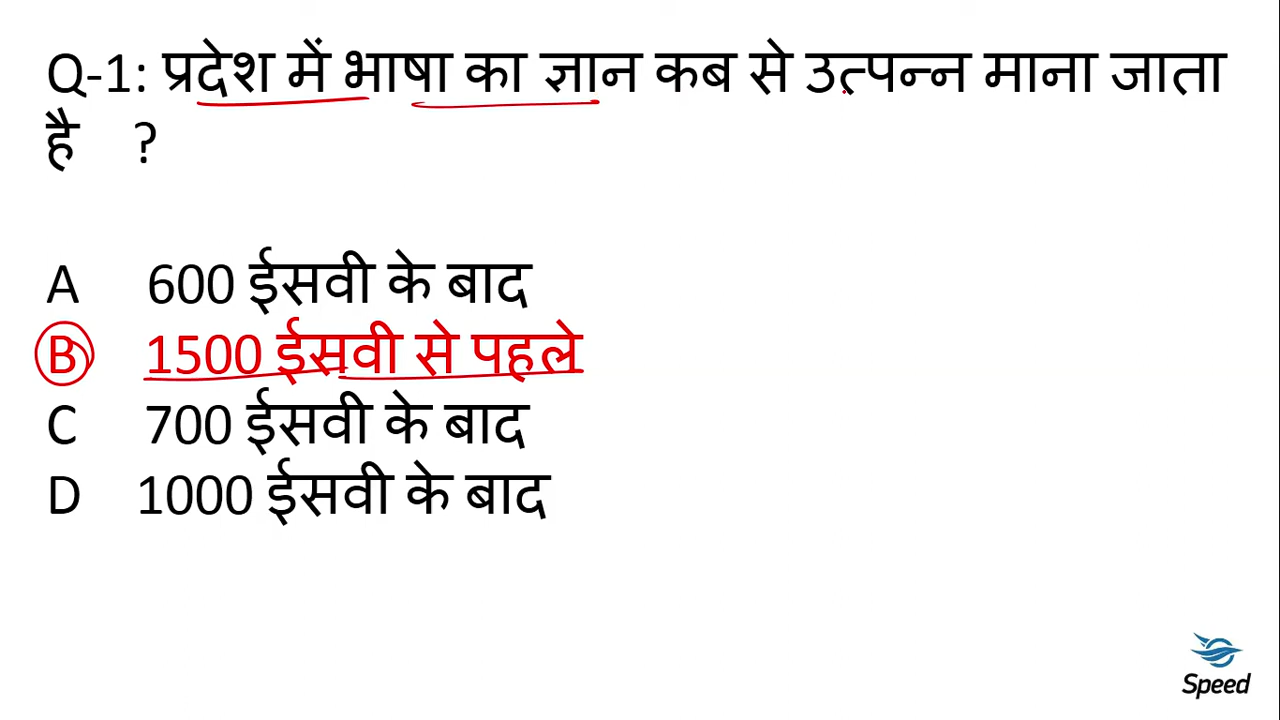 Q-1: प्रदेश में भाषा का ज्ञान कब से उत्पन्न माना जाता
है ?
A 600 ईसवी के बाद
B 1500 ईसवी से पहले
C 700 ईसवी के बाद
D 1000 ईसवी के बाद
Speed